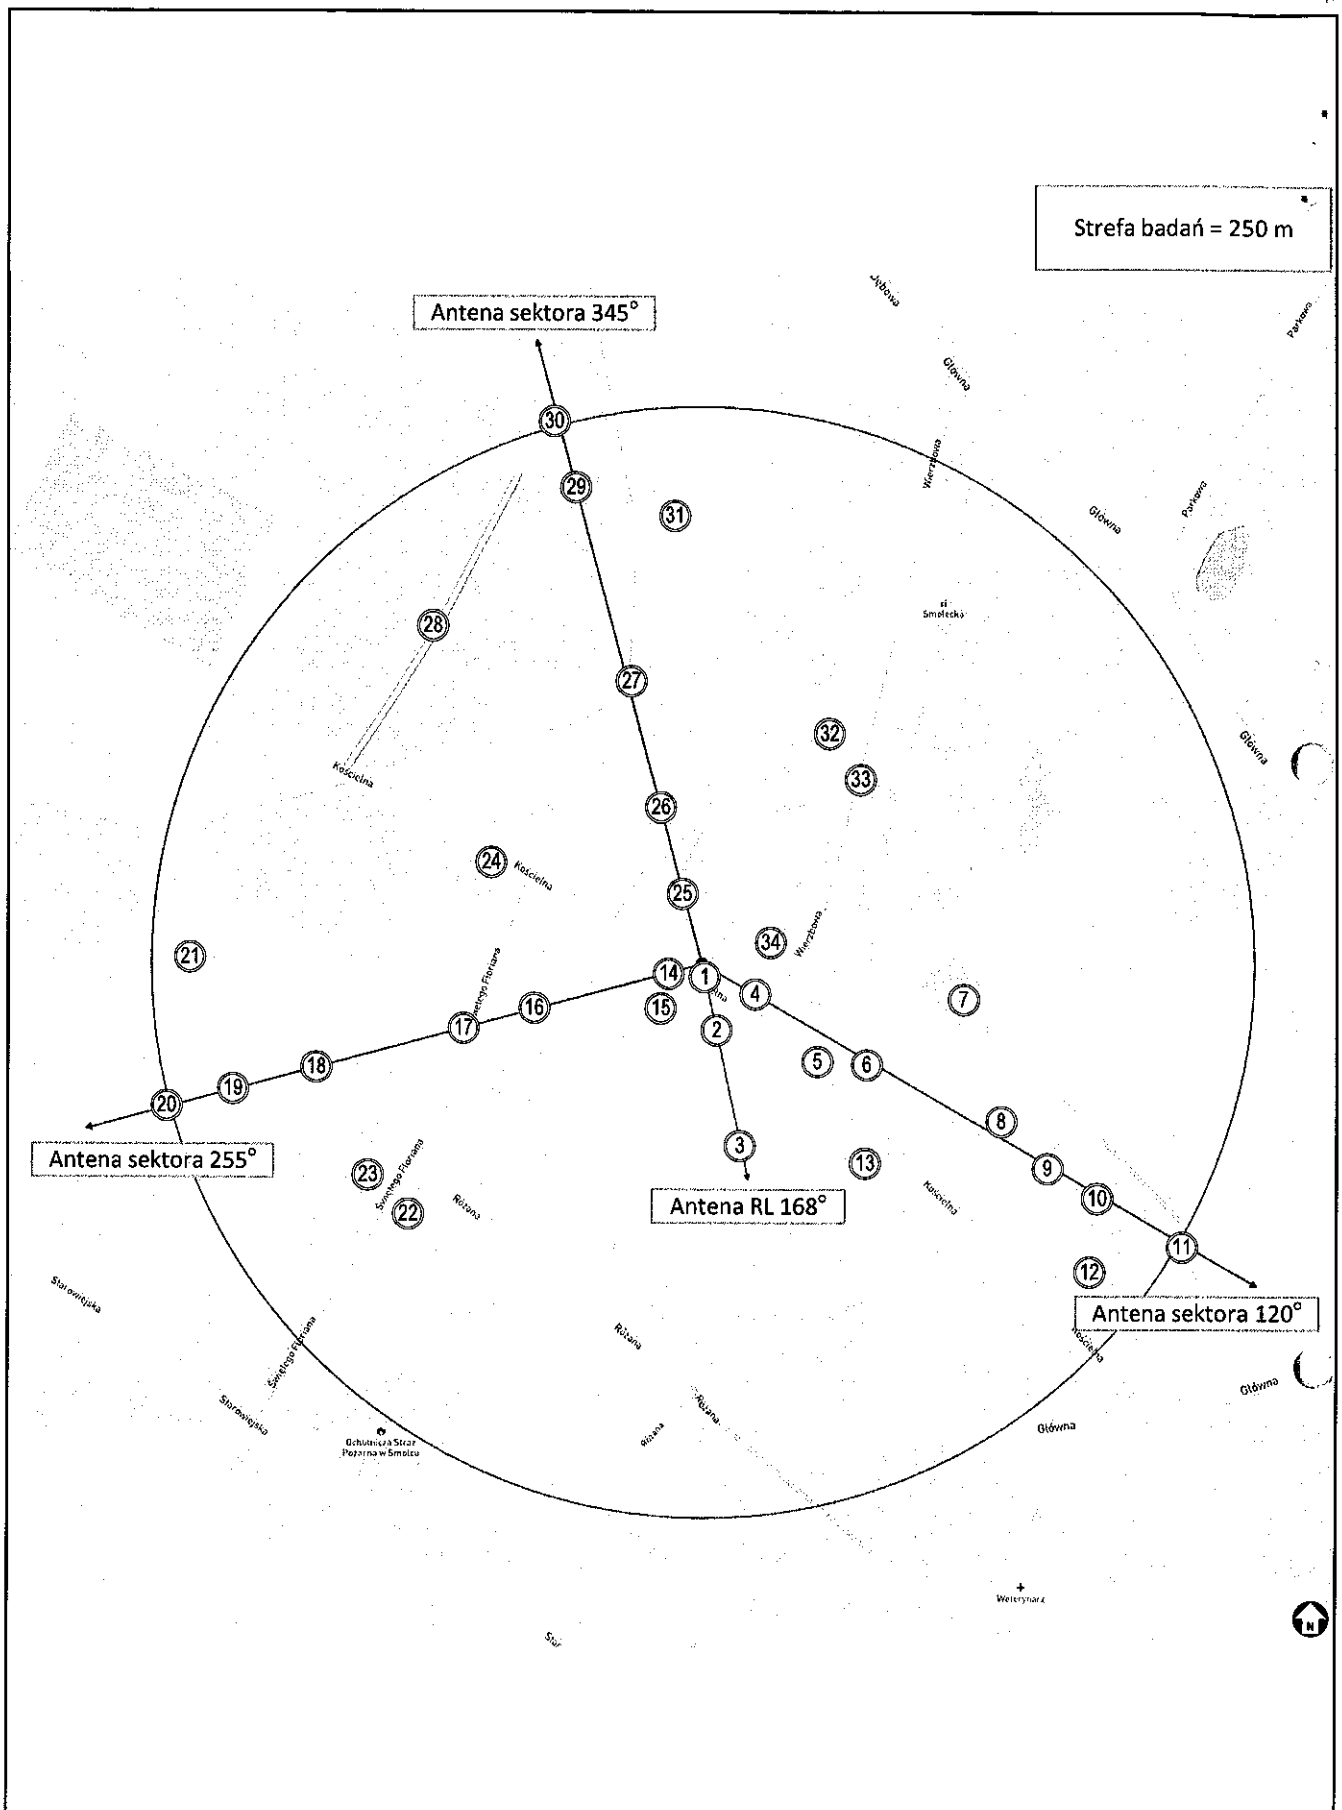 Strefa badań = 250 m
Antena sektora 345°
Główna
Parkowa
30
Wierzbowa
29
Parkowa
31
Główna
Smolecka
28
27
32
Główna
33
Kościelna
26
24
Kościelna
25
34
Wierzbowa
21
14
1
4
7
16
15
17
2
5
6
18
19
20
8
3
Antena sektora 255°
13
9
23
Świętego Floriana
10
Antena RL 168°
Kościelna
22
Różana
11
12
Starowiejska
Antena sektora 120°
Różana
Świętego Floriana
Kościelna
Główna
Starowiejska
Różana
Różana
Główna
Ochotnicza Straż
Pożarna w Smolcu
Weterynarz
N